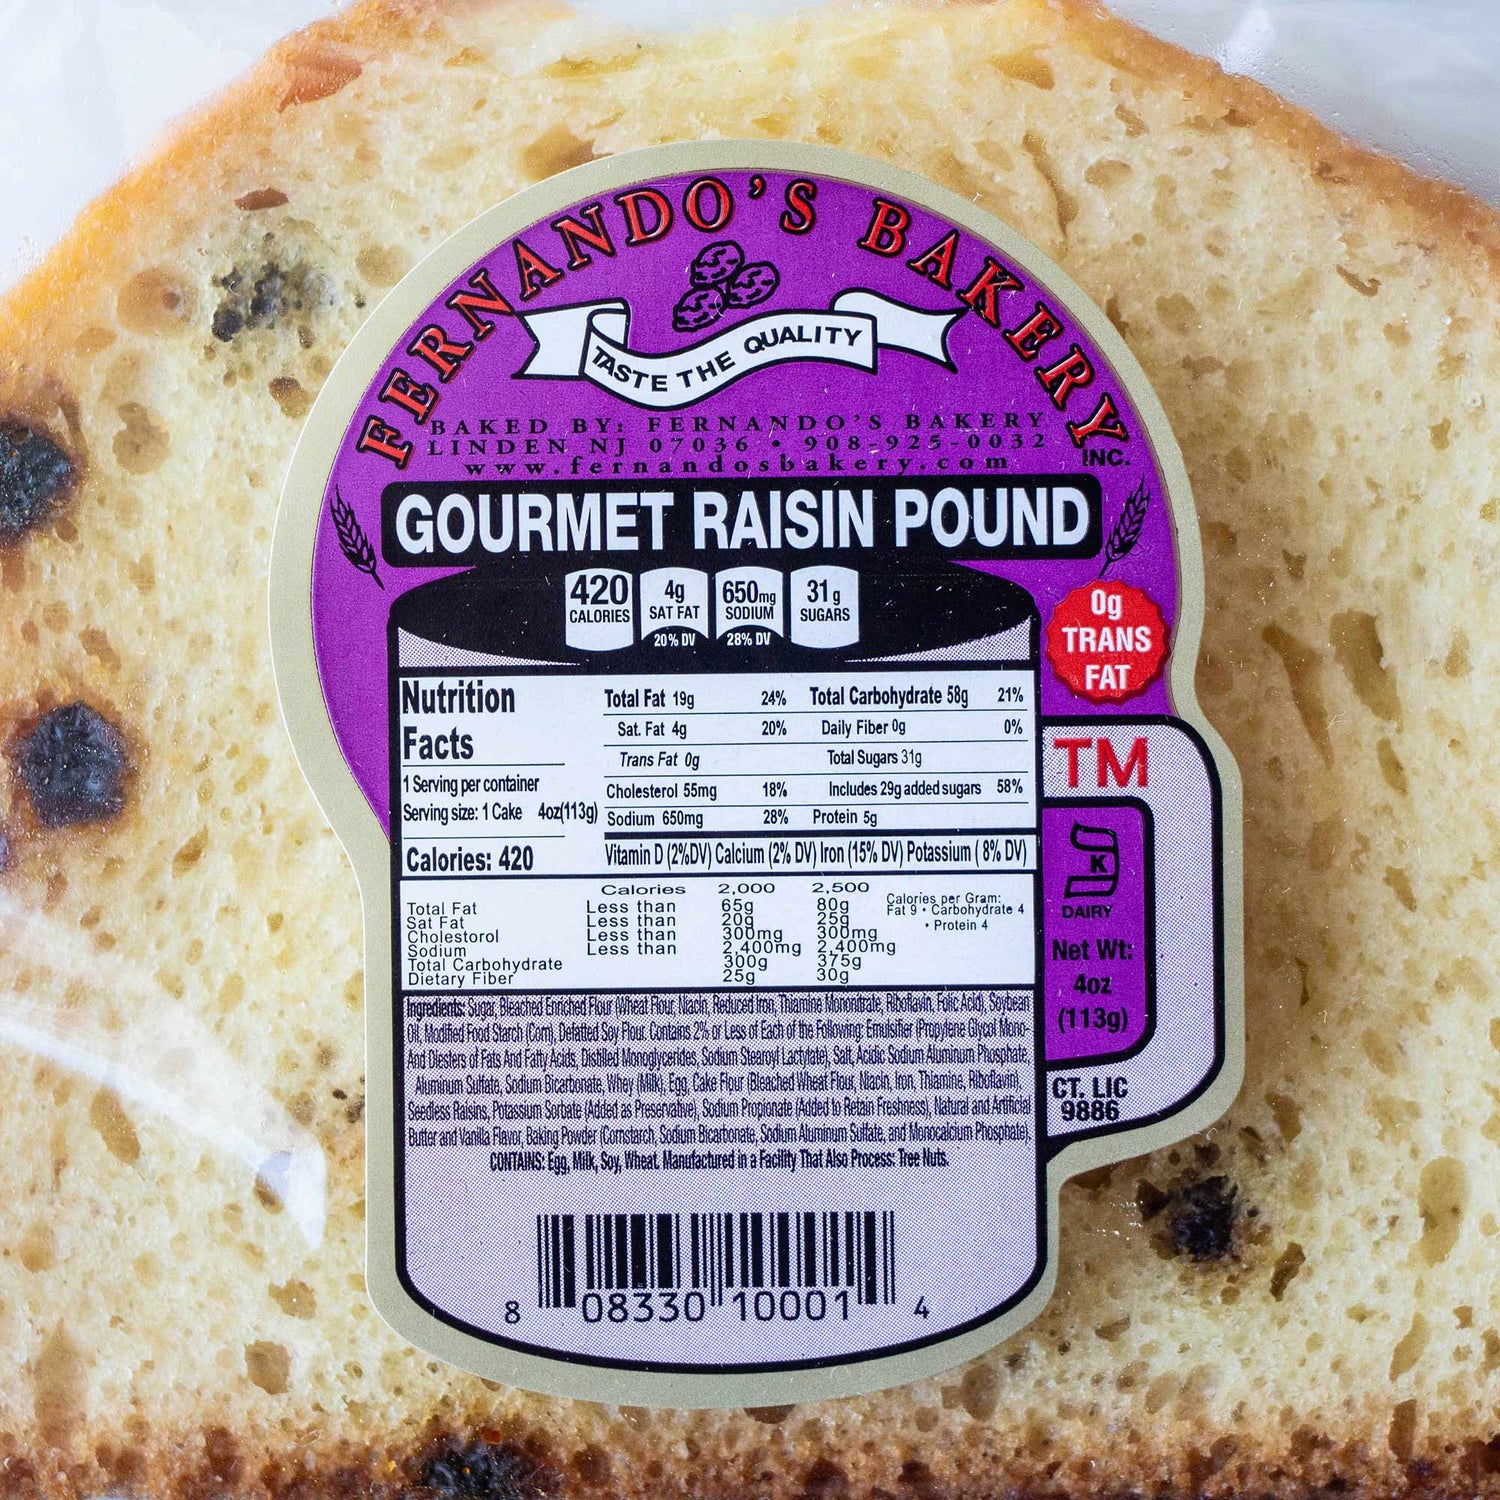 FERNANDO'S BAKERY INC.
TASTE THE QUALITY
BAKED BY: FERNANDO'S BAKERY
LINDEN NJ 07036 • 908-925-0032
www.fernandosbakery.com
GOURMET RAISIN POUND
420 CALORIES
4g SAT FAT 20% DV
650mg SODIUM 28% DV
31g SUGARS
0g
TRANS
FAT
Nutrition
Facts
1 Serving per container
Serving size: 1 Cake 4oz(113g)
Calories: 420
Total Fat 19g 24% Total Carbohydrate 58g 21%
Sat. Fat 4g 20% Daily Fiber 0g 0%
Trans Fat 0g Total Sugars 31g
Cholesterol 55mg 18% Includes 29g added sugars 58%
Sodium 650mg 28% Protein 5g
Vitamin D (2%DV) Calcium (2% DV) Iron (15% DV) Potassium ( 8% DV)
Calories 2,000 2,500
Total Fat Less than 65g 80g
Sat Fat Less than 20g 25g
Cholestorol Less than 300mg 300mg
Sodium Less than 2,400mg 2,400mg
Total Carbohydrate 300g 375g
Dietary Fiber 25g 30g
Calories per Gram:
Fat 9 • Carbohydrate 4
• Protein 4
Ingredients: Sugar, Bleached Enriched Flour (Wheat Flour, Niacin, Reduced Iron, Thiamine Mononitrate, Riboflavin, Folic Acid), Soybean
Oil, Modified Food Starch (Corn), Defatted Soy Flour. Contains 2% or Less of Each of the Following: Emulsifier (Propylene Glycol Mono-
And Diesters of Fats And Fatty Acids, Distilled Monoglycerides, Sodium Stearoyl Lactylate), Salt, Acidic Sodium Aluminum Phosphate,
Aluminum Sulfate, Sodium Bicarbonate, Whey (Milk), Egg, Cake Flour (Bleached Wheat Flour, Niacin, Iron, Thiamine, Riboflavin),
Seedless Raisins, Potassium Sorbate (Added as Preservative), Sodium Propionate (Added to Retain Freshness), Natural and Artificial
Butter and Vanilla Flavor, Baking Powder (Cornstarch, Sodium Bicarbonate, Sodium Aluminum Sulfate, and Monocalcium Phosphate).
CONTAINS: Egg, Milk, Soy, Wheat. Manufactured in a Facility That Also Process: Tree Nuts.
TM
K
DAIRY
Net Wt:
4oz
(113g)
CT. LIC
9886
8 08330 10001 4